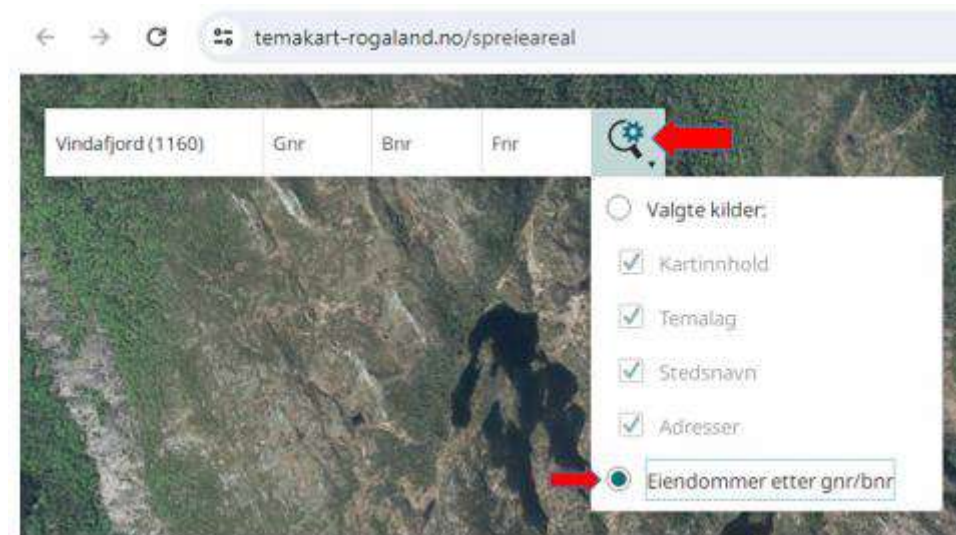 temakart-rogaland.no/spreieareal
Vindafjord (1160) Gnr Bnr Fnr
Valgte kilder:
Kartinnhold
Temalag
Stedsnavn
Adresser
Eiendommer etter gnr/bnr